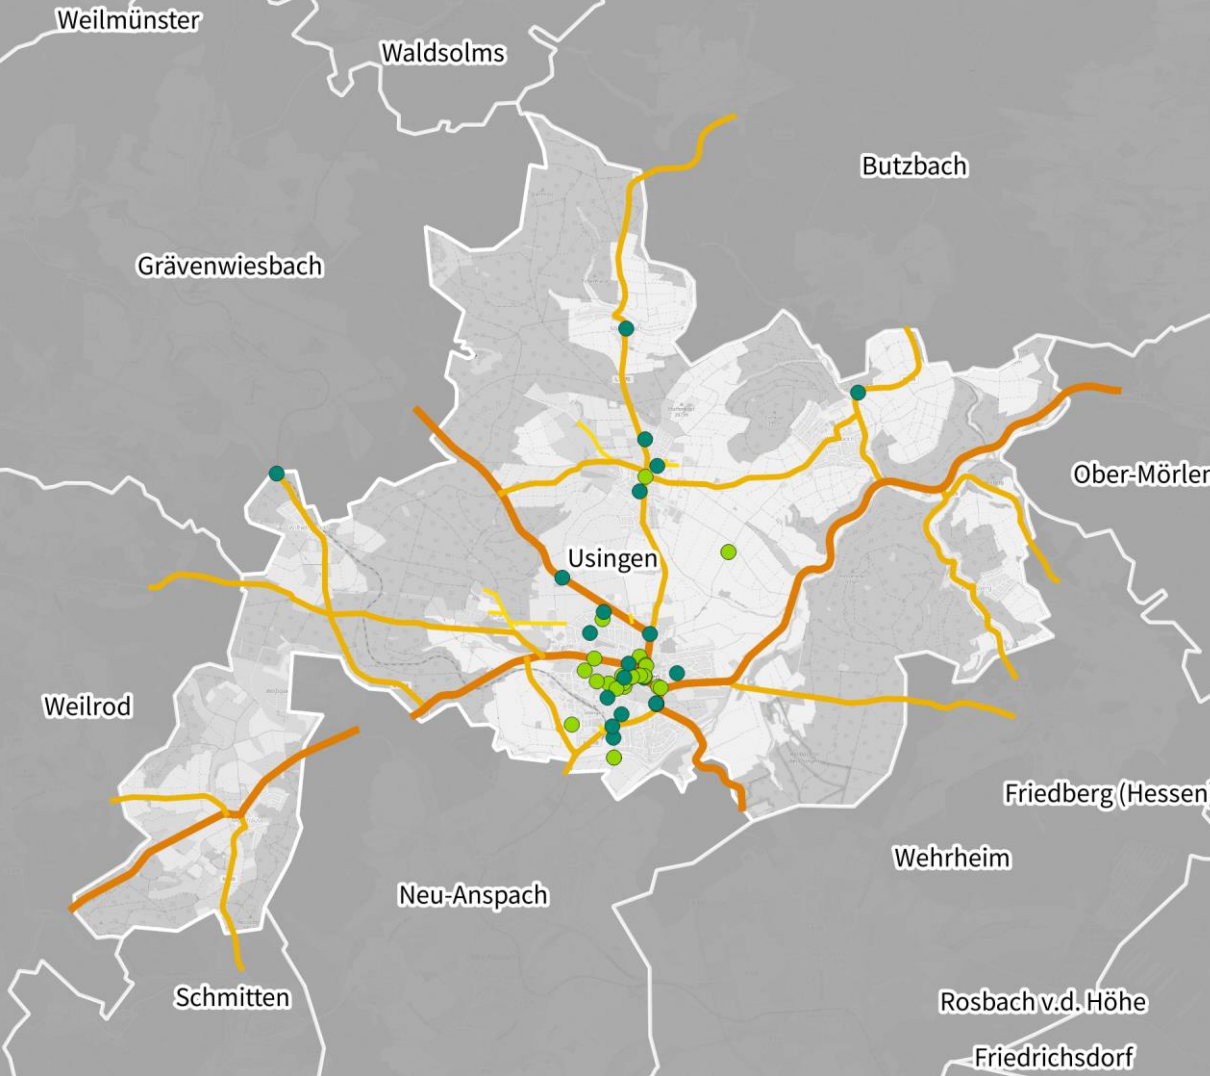 Weilmünster
Waldsolms
Butzbach
Grävenwiesbach
Ober-Mörlen
Usingen
Weilrod
Friedberg (Hessen)
Wehrheim
Neu-Anspach
Schmitten
Rosbach v.d. Höhe
Friedrichsdorf